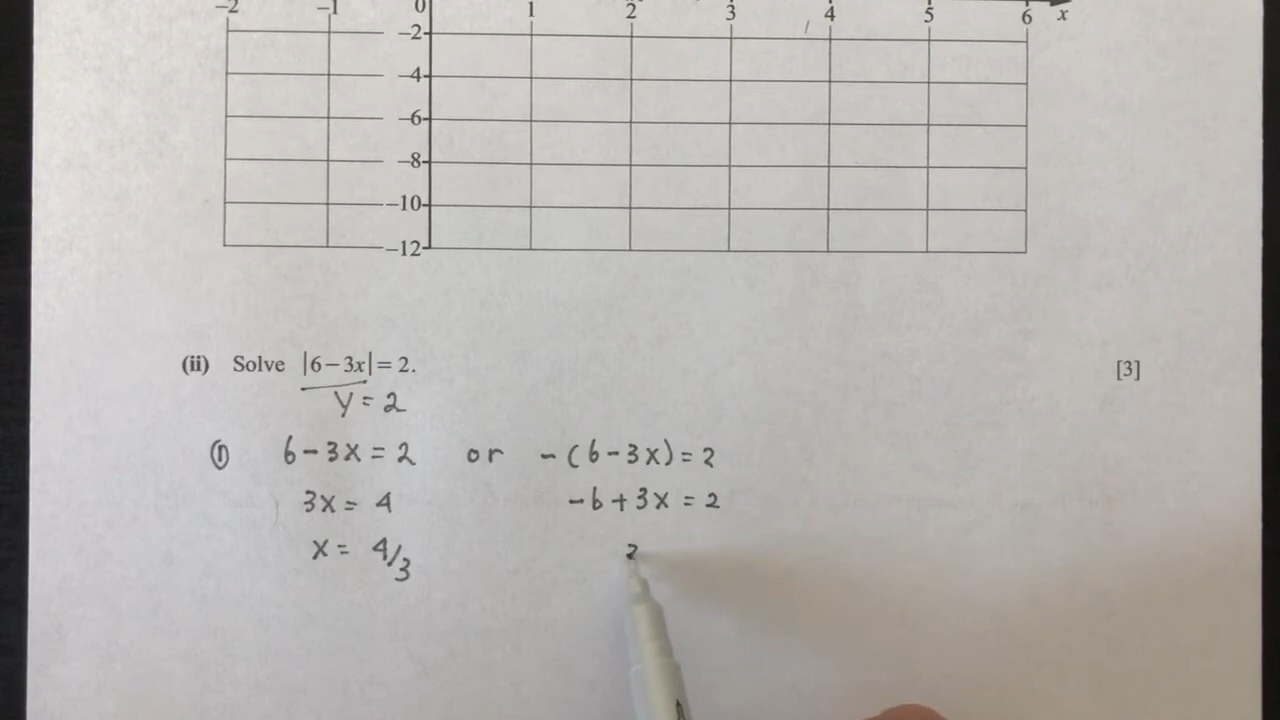 -2 -1 0 1 2 3 4 5 6 x
-2
-4
-6
-8
-10
-12
(ii) Solve |6-3x|=2. [3]
y = 2
① 6-3x = 2 or -(6-3x) = 2
3x = 4 -6+3x = 2
x = 4/3 3